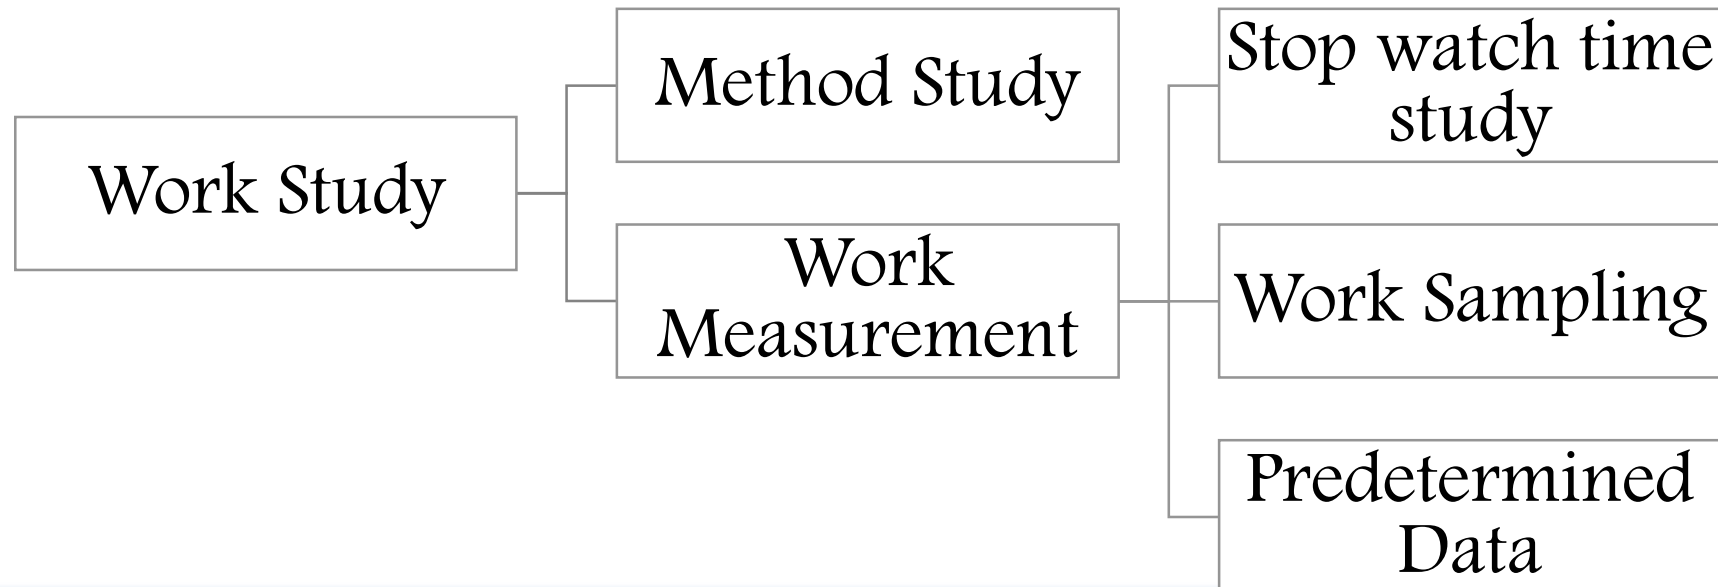 Work Study
Method Study
Work
Measurement
Stop watch time
study
Work Sampling
Predetermined
Data